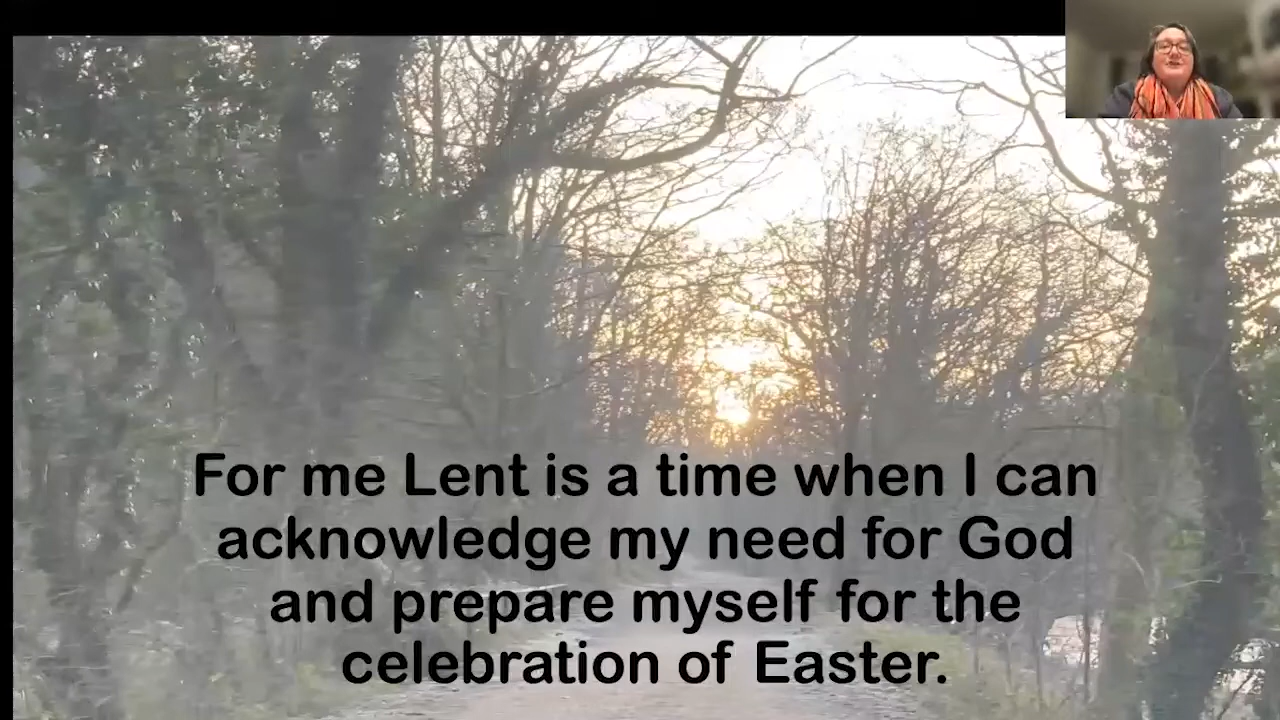 For me Lent is a time when I can
acknowledge my need for God
and prepare myself for the
celebration of Easter.